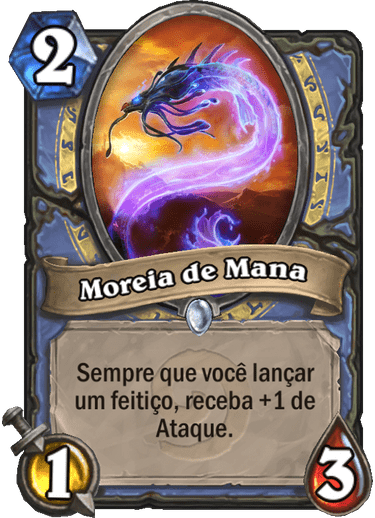 2
Moreia de Mana
Sempre que você lançar
um feitiço, receba +1 de
Ataque.
1
3